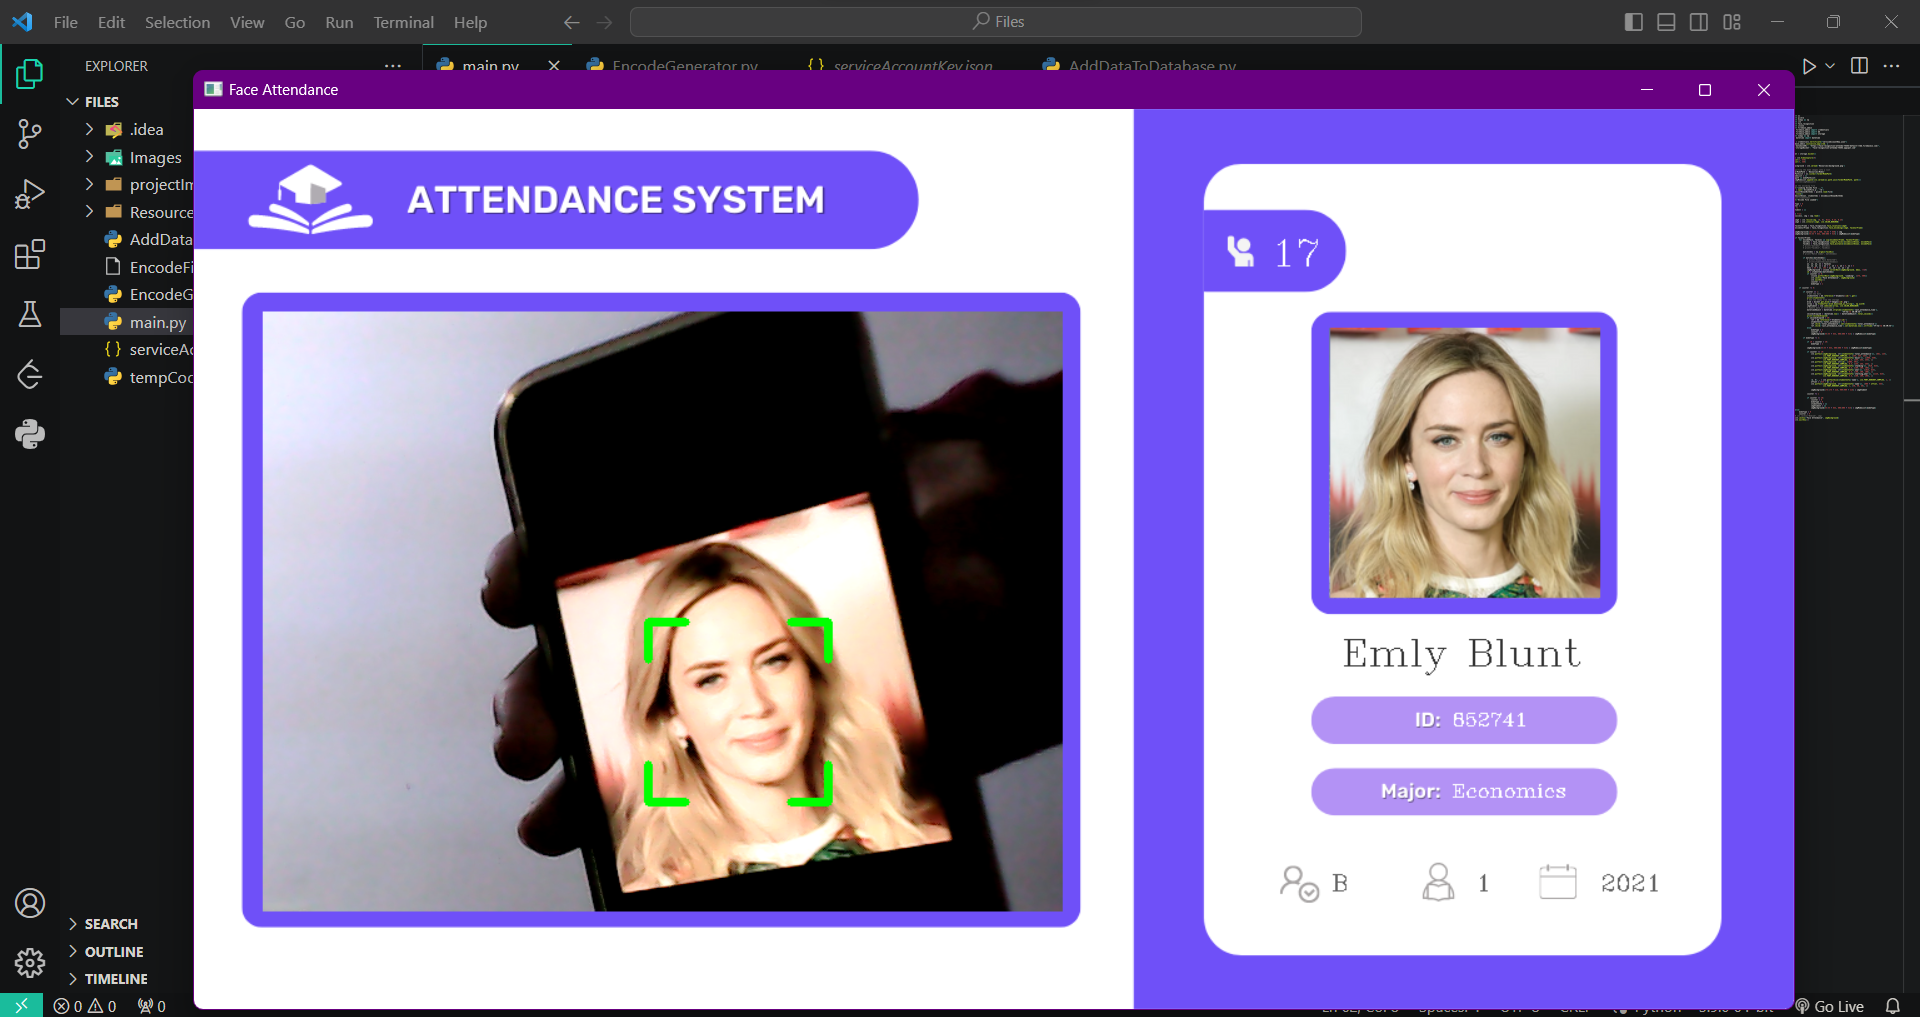 File Edit Selection View Go Run Terminal Help
Files
EXPLORER
main.py EncodeGenerator.py serviceAccountKey.json AddDataToDatabase.py
Face Attendance
FILES
.idea
Images
projectIm
Resource
AddData
EncodeFi
EncodeG
main.py
serviceAc
tempCod
ATTENDANCE SYSTEM
17
Emly Blunt
ID: 852741
Major: Economics
B 1 2021
SEARCH
OUTLINE
TIMELINE
0 0 0
Go Live